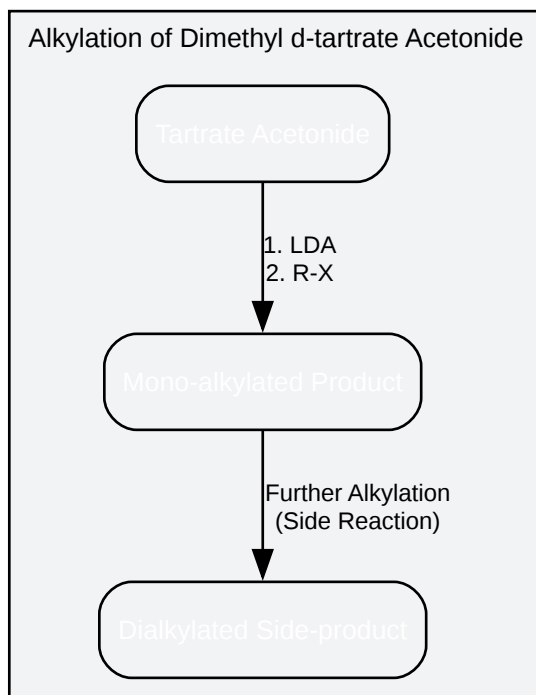 Alkylation of Dimethyl d-tartrate Acetonide
Tartrate Acetonide
1. LDA
2. R-X
Mono-alkylated Product
Further Alkylation
(Side Reaction)
Dialkylated Side-product